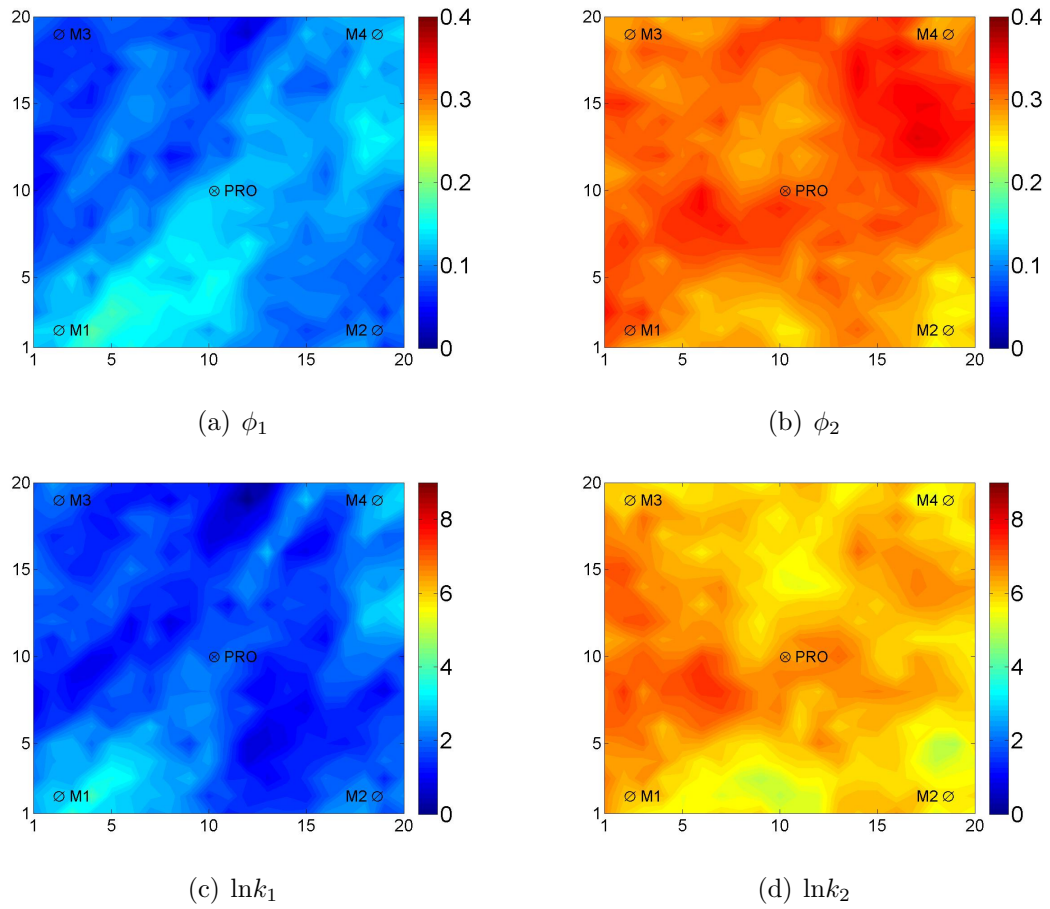 20
15
10
5
1
1 5 10 15 20
∅ M3
M4 ∅
⊗ PRO
∅ M1
M2 ∅
0.4
0.3
0.2
0.1
0
(a) ϕ₁
20
15
10
5
1
1 5 10 15 20
∅ M3
M4 ∅
⊗ PRO
∅ M1
M2 ∅
0.4
0.3
0.2
0.1
0
(b) ϕ₂
20
15
10
5
1
1 5 10 15 20
∅ M3
M4 ∅
⊗ PRO
∅ M1
M2 ∅
8
6
4
2
0
(c) lnk₁
20
15
10
5
1
1 5 10 15 20
∅ M3
M4 ∅
⊗ PRO
∅ M1
M2 ∅
8
6
4
2
0
(d) lnk₂